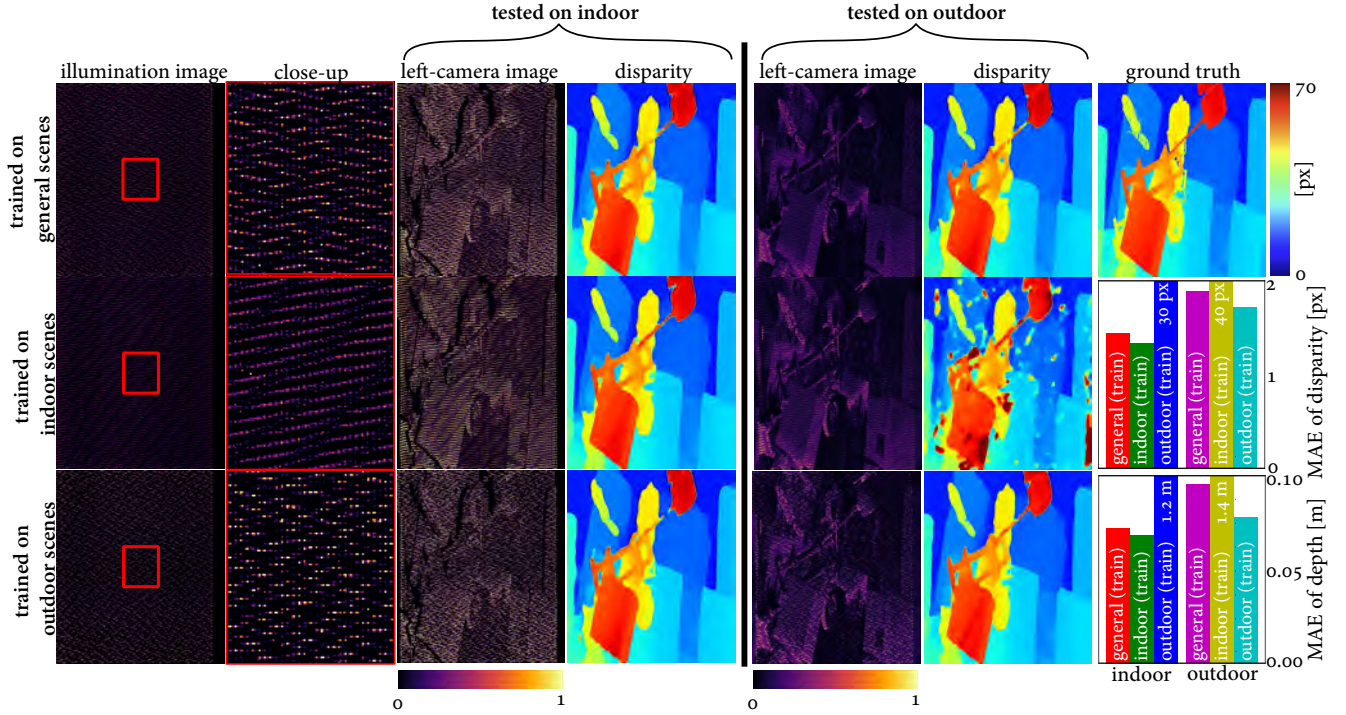 tested on indoor
tested on outdoor
illumination image
close-up
left-camera image
disparity
left-camera image
disparity
ground truth
trained on
general scenes
70
[px]
0
trained on
indoor scenes
general (train)
indoor (train)
outdoor (train) 30 px
general (train)
indoor (train) 40 px
outdoor (train)
2
1
0
MAE of disparity [px]
trained on
outdoor scenes
general (train)
indoor (train)
outdoor (train) 1.2 m
general (train)
indoor (train) 1.4 m
outdoor (train)
0.10
0.05
0.00
MAE of depth [m]
indoor
outdoor
0
1
0
1